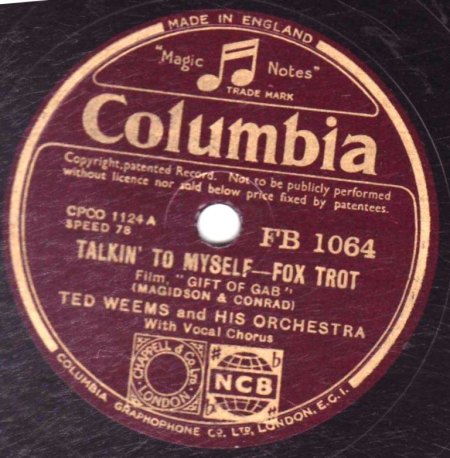 MADE IN ENGLAND
"Magic Notes"
TRADE MARK
Columbia
Copyright, patented Record. Not to be publicly performed
without licence nor sold below price fixed by patentees.
CPCO 1124 A
SPEED 78
FB 1064
TALKIN' TO MYSELF—FOX TROT
Film, "GIFT OF GAB"
(MAGIDSON & CONRAD)
TED WEEMS and HIS ORCHESTRA
With Vocal Chorus
CHAPPELL & Co. Ltd.
LONDON
NCB
COLUMBIA GRAPHOPHONE CO. LTD, LONDON, E.C.1.